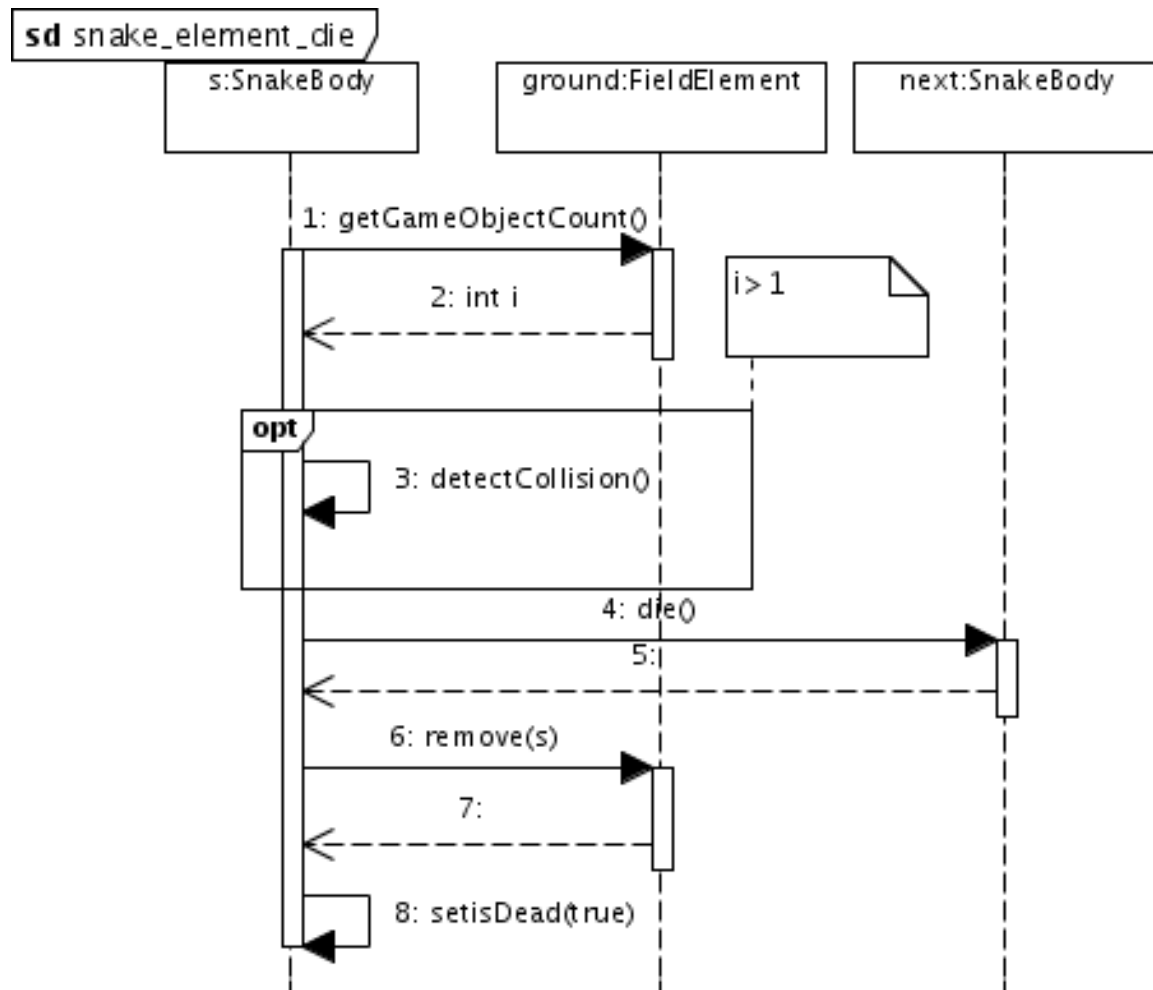 sd snake_element_die
s:SnakeBody
ground:FieldElement
next:SnakeBody
1: getGameObjectCount()
i>1
2: int i
opt
3: detectCollision()
4: die()
5:
6: remove(s)
7:
8: setisDead(true)